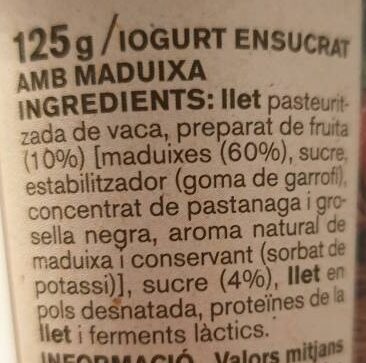 125 g / IOGURT ENSUCRAT
AMB MADUIXA
INGREDIENTS: llet pasteurit-
zada de vaca, preparat de fruita
(10%) [maduixes (60%), sucre,
estabilitzador (goma de garrofí),
concentrat de pastanaga i gro-
sella negra, aroma natural de
maduixa i conservant (sorbat de
potassi)], sucre (4%), llet en
pols desnatada, proteïnes de la
llet i ferments làctics.
INFORMACIÓ Valors mitjans